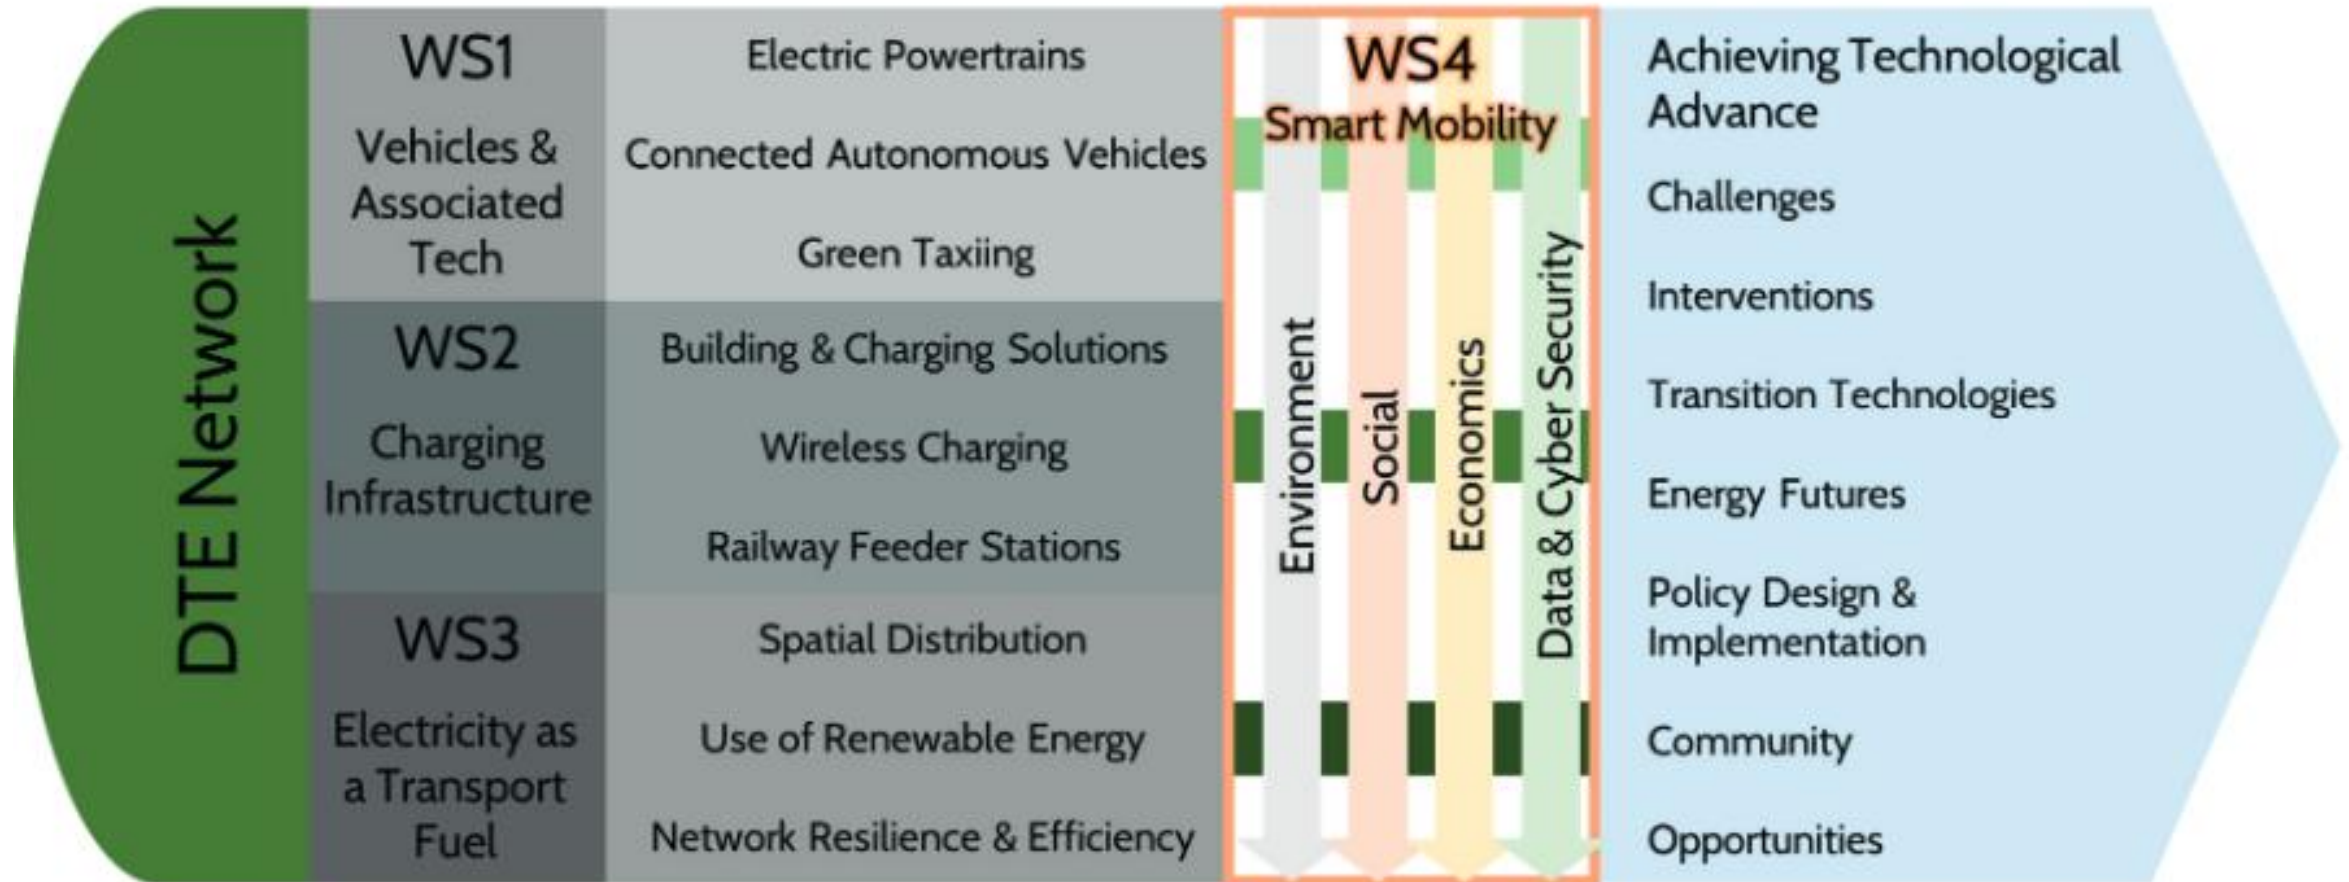 DTE Network
WS1
Vehicles &
Associated
Tech
Electric Powertrains
Connected Autonomous Vehicles
Green Taxiing
WS2
Charging
Infrastructure
Building & Charging Solutions
Wireless Charging
Railway Feeder Stations
WS3
Electricity as
a Transport
Fuel
Spatial Distribution
Use of Renewable Energy
Network Resilience & Efficiency
WS4
Smart Mobility
Environment
Social
Economics
Data & Cyber Security
Achieving Technological
Advance
Challenges
Interventions
Transition Technologies
Energy Futures
Policy Design &
Implementation
Community
Opportunities